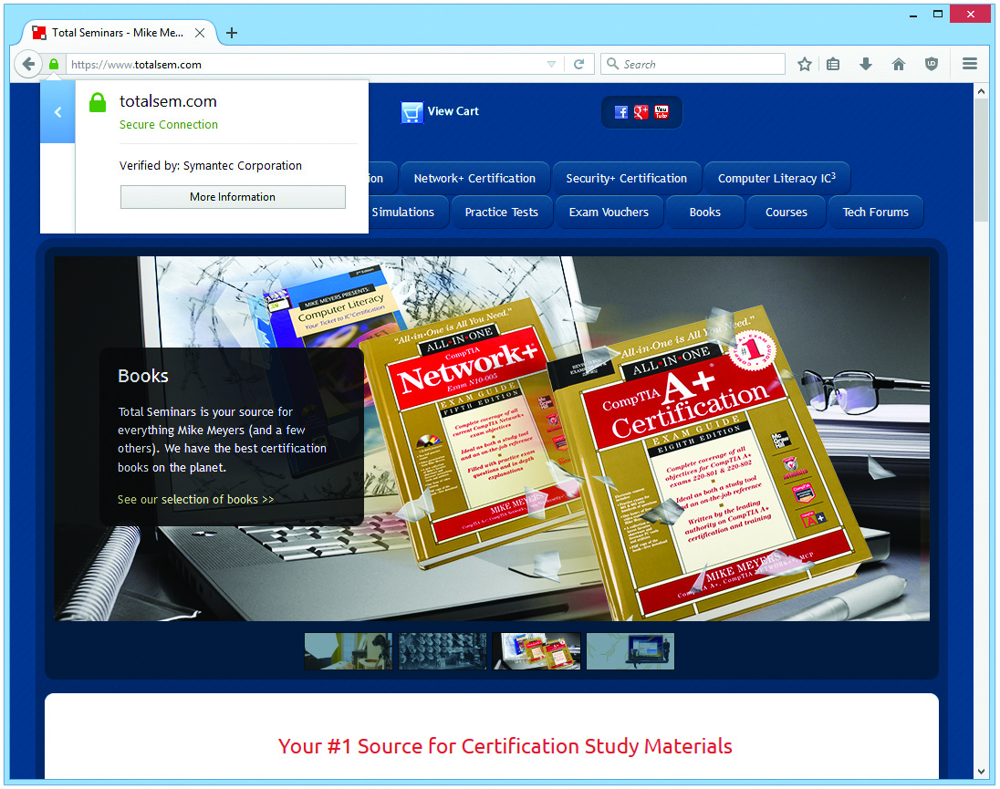 Total Seminars - Mike Me...
https://www.totalsem.com
Search
totalsem.com
Secure Connection
Verified by: Symantec Corporation
More Information
View Cart
You
Tube
ion
Network+ Certification
Security+ Certification
Computer Literacy IC3
Simulations
Practice Tests
Exam Vouchers
Books
Courses
Tech Forums
MIKE MEYERS PRESENTS:
Computer Literacy
Your Ticket to IC3 Certification
Books
Total Seminars is your source for
everything Mike Meyers (and a few
others). We have the best certification
books on the planet.
See our selection of books >>
"All-in-One is All You Need."
ALL-IN-ONE
CompTIA
Network+
Exam N10-005
EXAM GUIDE
FIFTH EDITION
Complete coverage of all
current CompTIA Network+
exam objectives
Ideal as both a study tool
and an on-the-job reference
Filled with practice exam
questions and in-depth
explanations
MIKE MEYERS
"All-in-One is All You Need."
ALL-IN-ONE
#1
CompTIA
A+
Certification
EXAM GUIDE
EIGHTH EDITION
Complete coverage of all
objectives for CompTIA A+
exams 220-801 & 220-802
Ideal as both a study tool
and an on-the-job reference
Written by the leading
authority on CompTIA A+
certification and training
Mc
Graw
Hill
MIKE MEYERS
Your #1 Source for Certification Study Materials